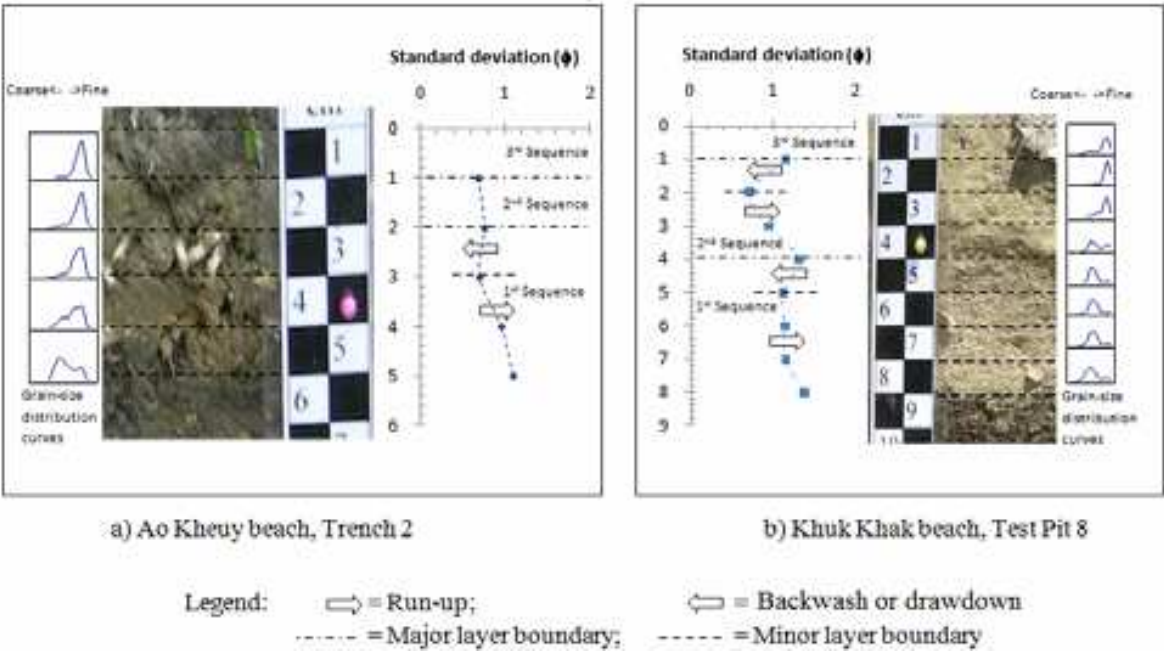 Standard deviation (ϕ)
Coarse<- ->Fine
0 1 2
0
1
2
3
4
5
6
3rd Sequence
2nd Sequence
1st Sequence
1
2
3
4
5
6
Grain-size
distribution
curves
Standard deviation (ϕ)
0 1 2
Coarse<- ->Fine
0
1
2
3
4
5
6
7
8
9
3rd Sequence
2nd Sequence
1st Sequence
1
2
3
4
5
6
7
8
9
10
Grain-size
distribution
curves
a) Ao Kheuy beach, Trench 2
b) Khuk Khak beach, Test Pit 8
Legend: = Run-up; = Backwash or drawdown
= Major layer boundary; = Minor layer boundary